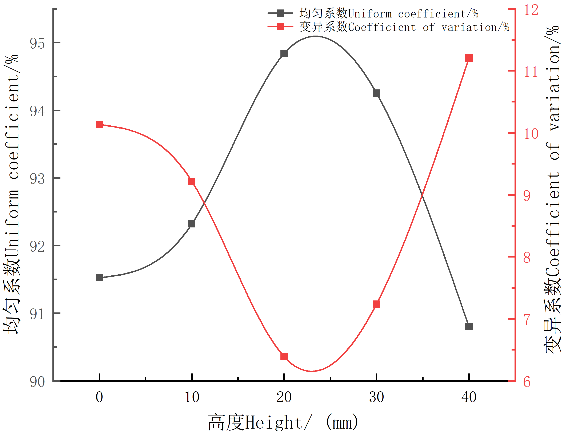 均匀系数Uniform coefficient/%
变异系数Coefficient of variation/%
均匀系数Uniform coefficient/%
95
94
93
92
91
90
12
11
10
9
8
7
6
变异系数Coefficient of variation/%
0 10 20 30 40
高度Height/ (mm)